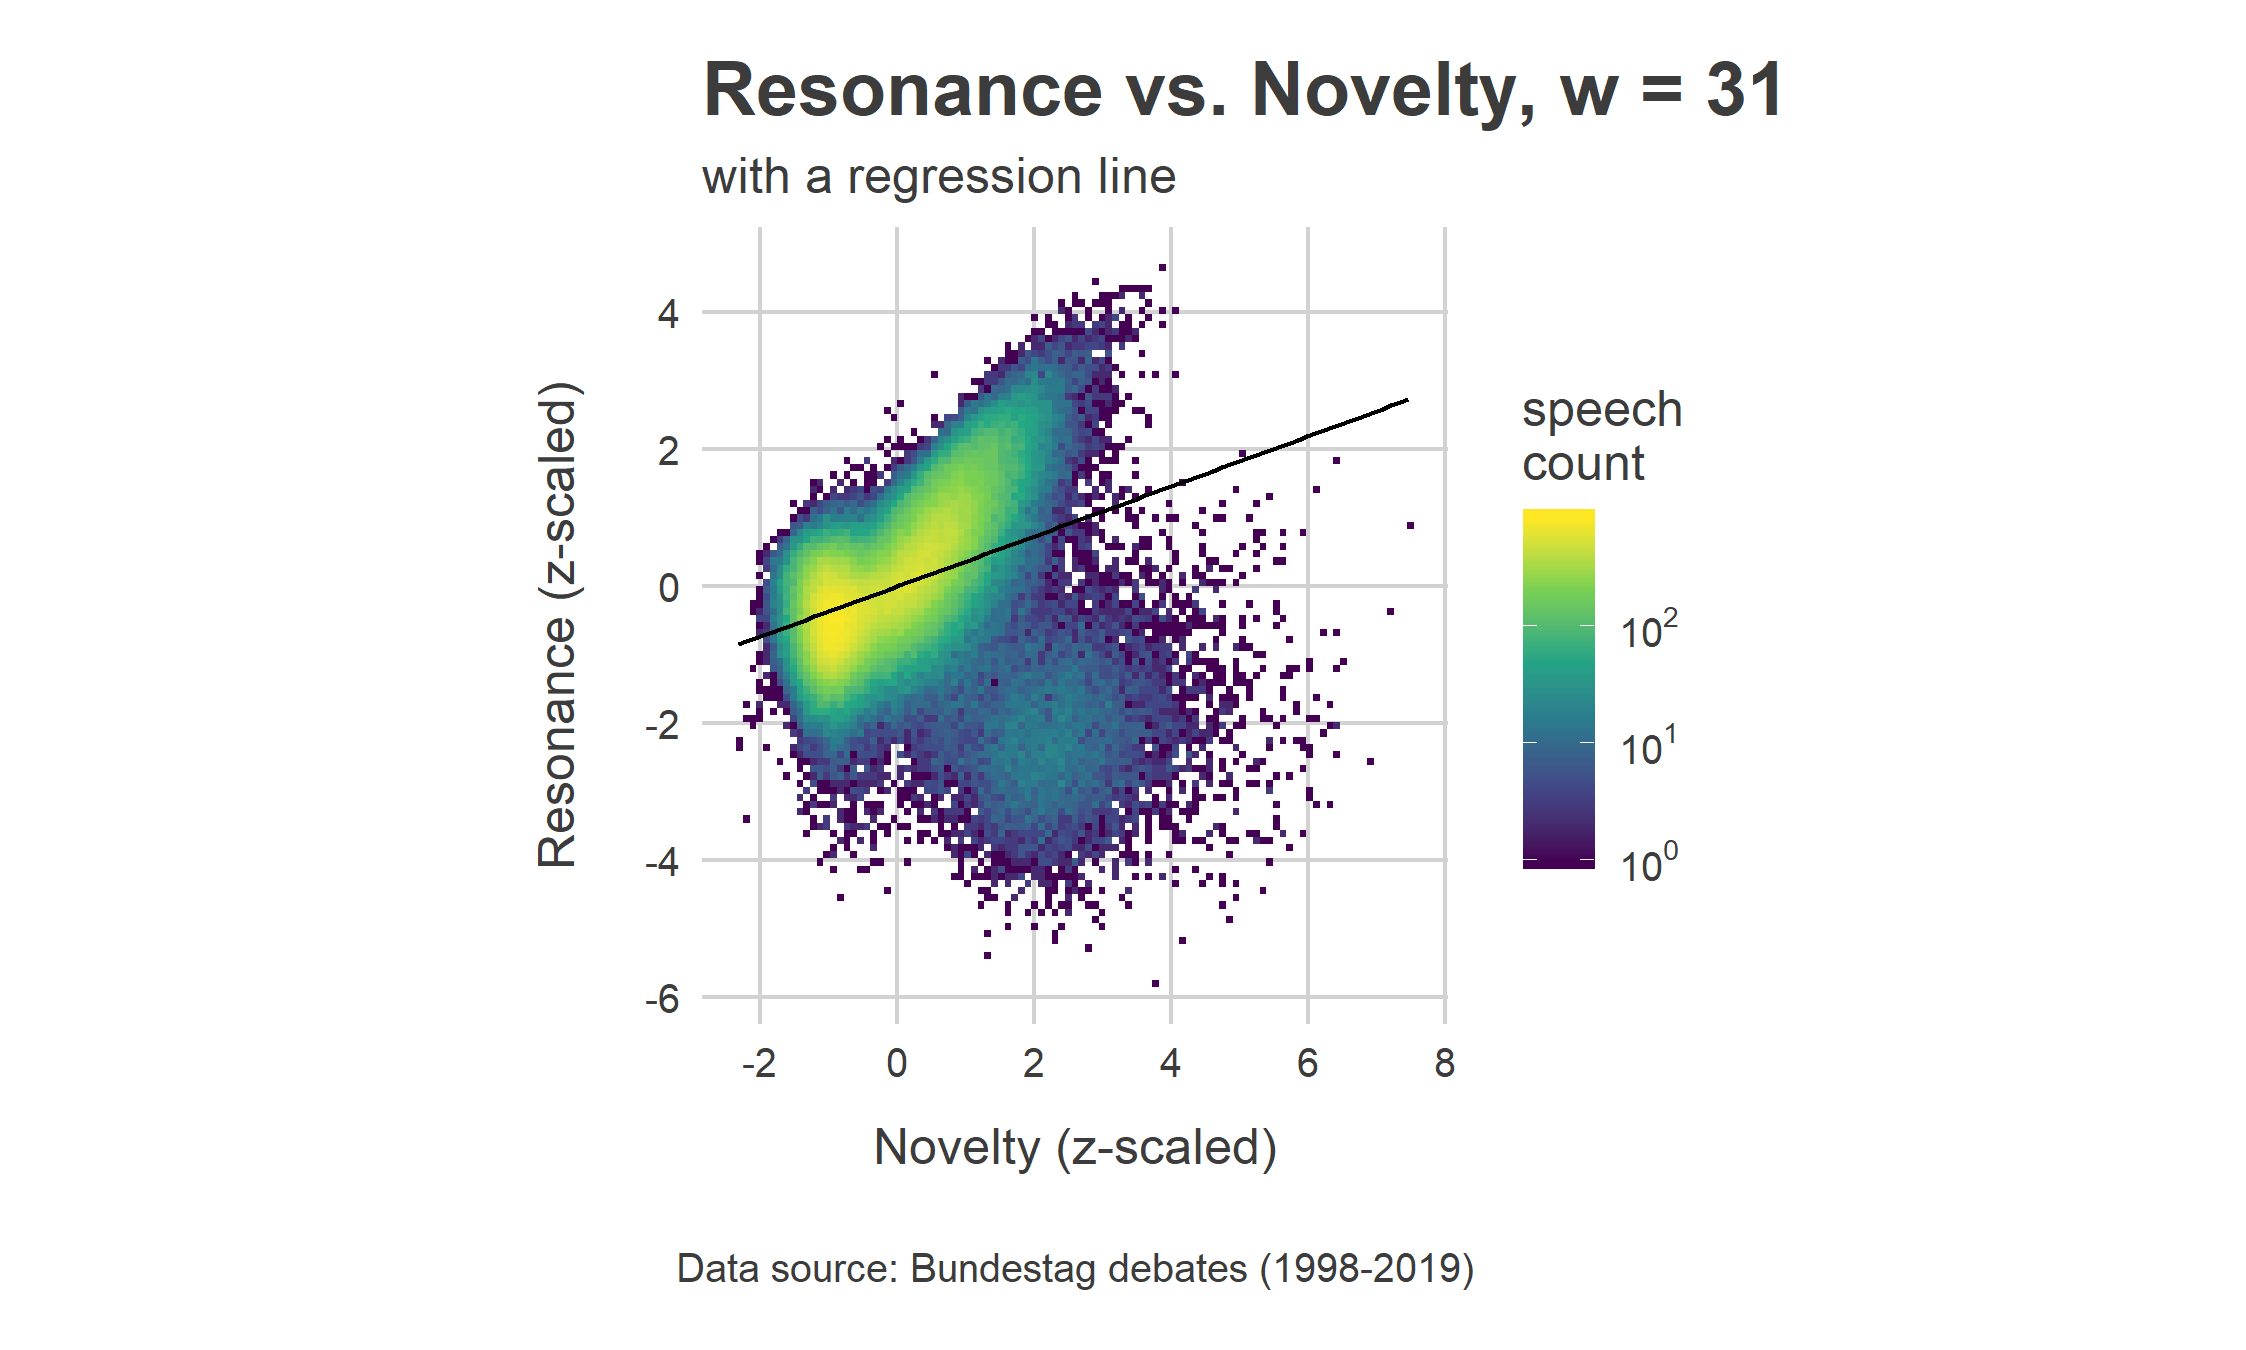 Resonance vs. Novelty, w = 31
with a regression line
Resonance (z-scaled)
4
2
0
-2
-4
-6
-2 0 2 4 6 8
Novelty (z-scaled)
speech
count
10²
10¹
10⁰
Data source: Bundestag debates (1998-2019)